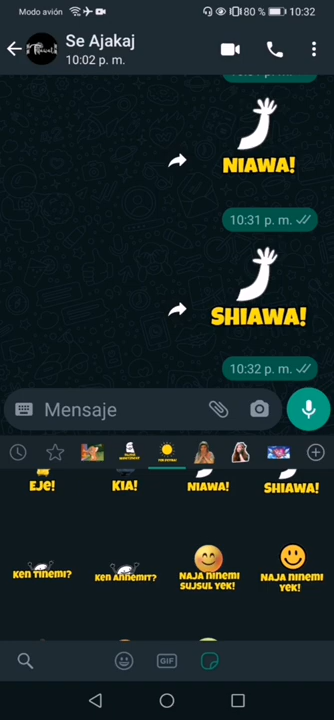 Modo avión
80 %
10:32
Se Ajakaj
10:02 p. m.
NIAWA!
10:31 p. m.
SHIAWA!
10:32 p. m.
Mensaje
EJE!
KIA!
NIAWA!
SHIAWA!
KEN TINEMI?
KEN ANNEMIT?
NAJA NINEMI
SUJSUL YEK!
NAJA NINEMI
YEK!
GIF